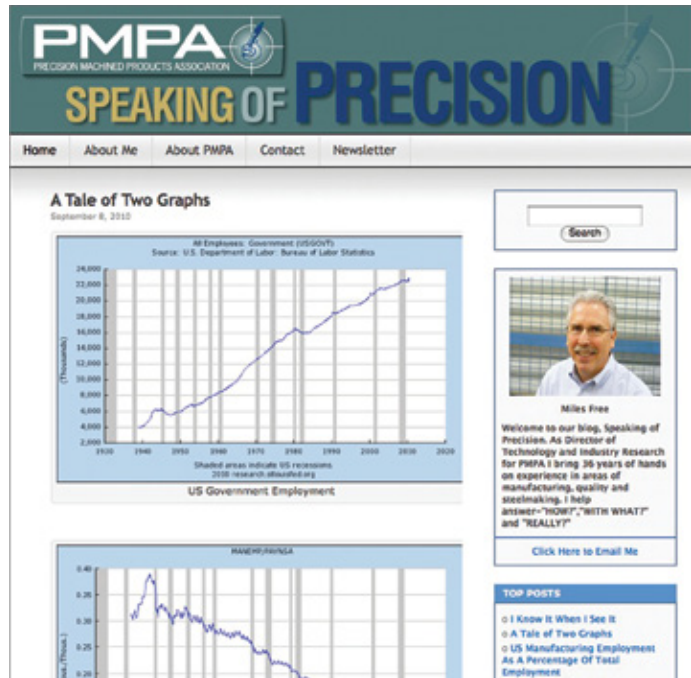 PMPA
PRECISION MACHINED PRODUCTS ASSOCIATION
SPEAKING OF PRECISION
Home About Me About PMPA Contact Newsletter
A Tale of Two Graphs
September 8, 2010
All Employees: Government (USGOVT)
Source: U.S. Department of Labor: Bureau of Labor Statistics
24,000
22,000
20,000
18,000
16,000
14,000
12,000
10,000
8,000
6,000
4,000
2,000
(Thousands)
1930 1940 1950 1960 1970 1980 1990 2000 2010 2020
Shaded areas indicate US recessions
2010 research.stlouisfed.org
US Government Employment
MANEMP/PAYNSA
0.40
0.35
0.30
0.25
0.20
Search
Miles Free
Welcome to our blog, Speaking of
Precision. As Director of
Technology and Industry Research
for PMPA I bring 36 years of hands
on experience in areas of
manufacturing, quality and
steelmaking. I help
answer-"HOW?","WITH WHAT?"
and "REALLY?"
Click Here to Email Me
TOP POSTS
I Know It When I See It
A Tale of Two Graphs
US Manufacturing Employment
As A Percentage Of Total
Employment